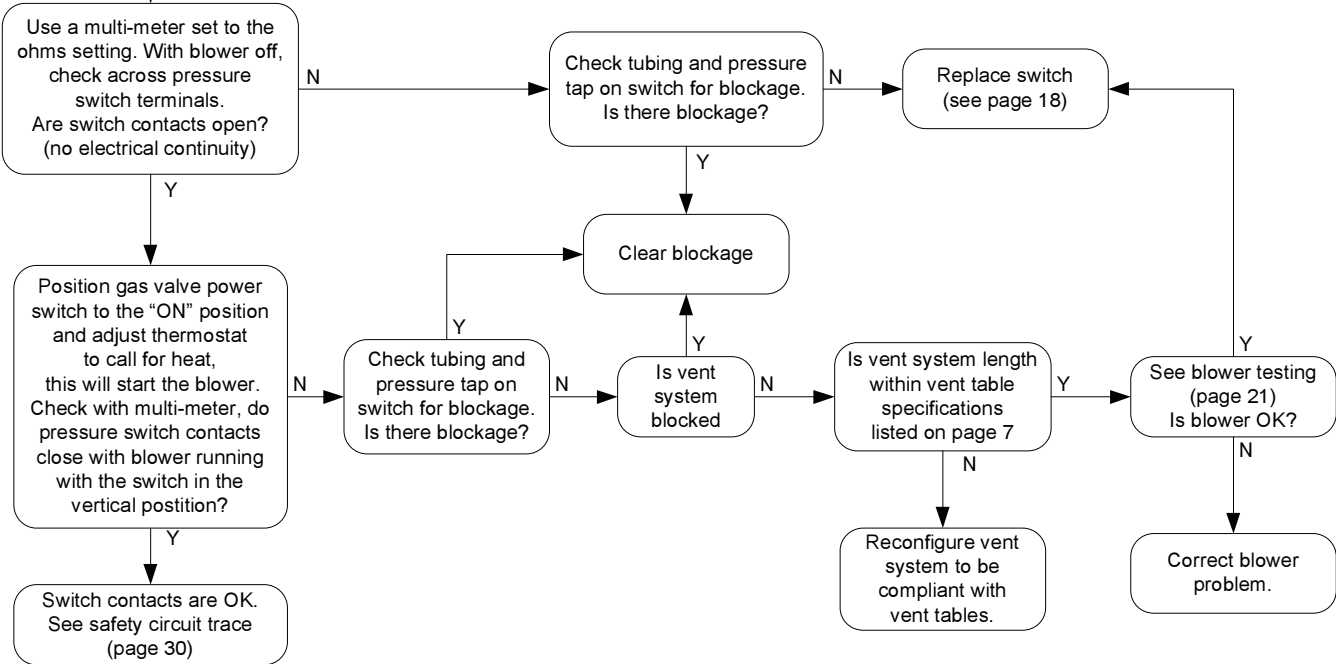 Use a multi-meter set to the
ohms setting. With blower off,
check across pressure
switch terminals.
Are switch contacts open?
(no electrical continuity)
N
Check tubing and pressure
tap on switch for blockage.
Is there blockage?
N
Replace switch
(see page 18)
Y
Y
Clear blockage
Position gas valve power
switch to the “ON” position
and adjust thermostat
to call for heat,
this will start the blower.
Check with multi-meter, do
pressure switch contacts
close with blower running
with the switch in the
vertical postition?
N
Y
Check tubing and
pressure tap on
switch for blockage.
Is there blockage?
N
Y
Is vent
system
blocked
N
Is vent system length
within vent table
specifications
listed on page 7
Y
Y
See blower testing
(page 21)
Is blower OK?
Y
N
N
Switch contacts are OK.
See safety circuit trace
(page 30)
Reconfigure vent
system to be
compliant with
vent tables.
Correct blower
problem.